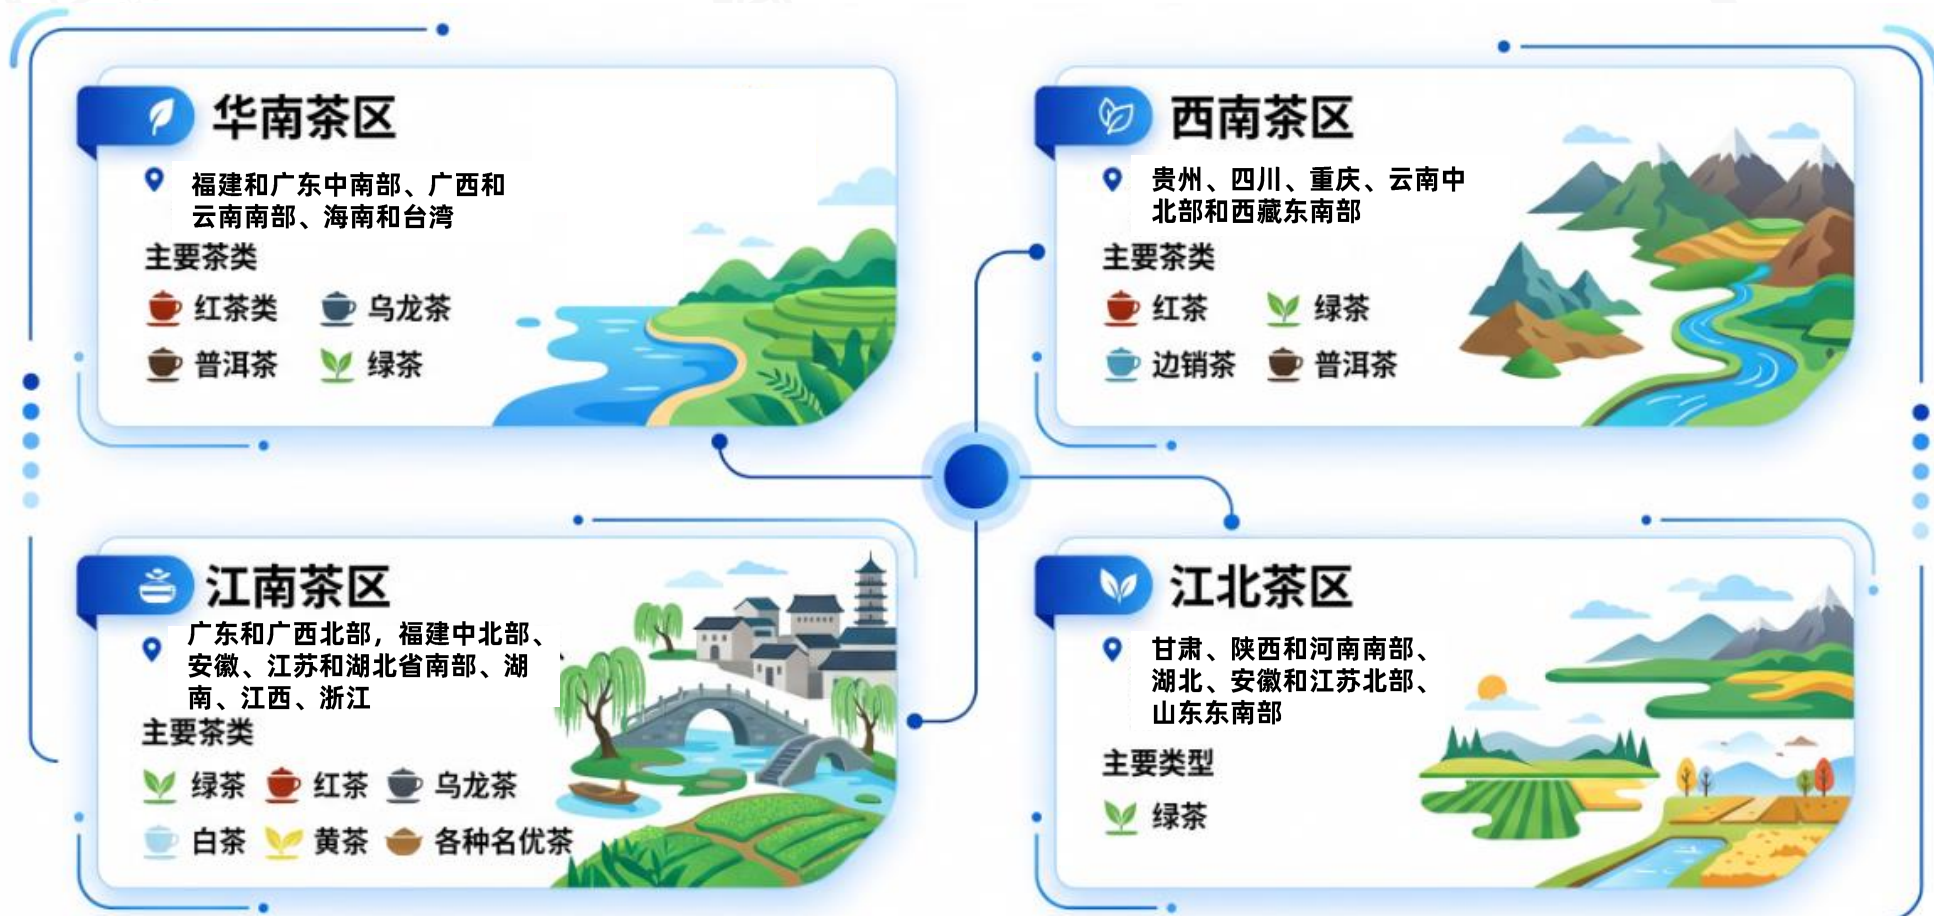 华南茶区
福建和广东中南部、广西和
云南南部、海南和台湾
主要茶类
红茶类 乌龙茶
普洱茶 绿茶
西南茶区
贵州、四川、重庆、云南中
北部和西藏东南部
主要茶类
红茶 绿茶
边销茶 普洱茶
江南茶区
广东和广西北部，福建中北部、
安徽、江苏和湖北省南部、湖
南、江西、浙江
主要茶类
绿茶 红茶 乌龙茶
白茶 黄茶 各种名优茶
江北茶区
甘肃、陕西和河南南部、
湖北、安徽和江苏北部、
山东东南部
主要类型
绿茶